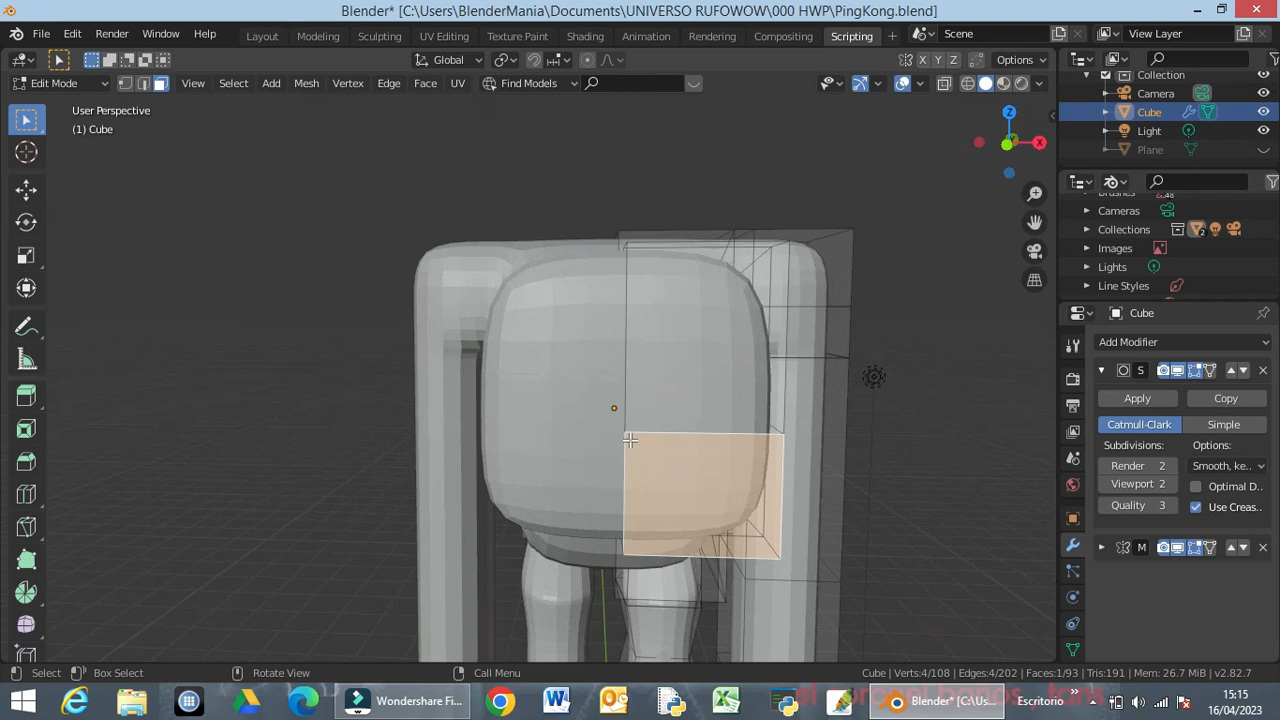 Blender* [C:\Users\BlenderMania\Documents\UNIVERSO RUFOWOW\000 HWP\PingKong.blend]
File Edit Render Window Help Layout Modeling Sculpting UV Editing Texture Paint Shading Animation Rendering Compositing Scripting Scene View Layer
Global X Y Z Options
Edit Mode View Select Add Mesh Vertex Edge Face UV Find Models
User Perspective
(1) Cube
Z
X
Collection
Camera
Cube
Light
Plane
Brushes 48
Cameras
Collections 2
Images
Lights
Line Styles
Cube
Add Modifier
S
Apply Copy
Catmull-Clark Simple
Subdivisions: Options:
Render 2 Smooth, ke..
Viewport 2 Optimal D..
Quality 3 Use Creas..
M
Select Box Select Rotate View Call Menu Cube | Verts:4/108 | Edges:4/202 | Faces:1/93 | Tris:191 | Mem: 26.7 MiB | v2.82.7
Wondershare Fi... Blender* [C:\Us... Escritorio 15:15
16/04/2023